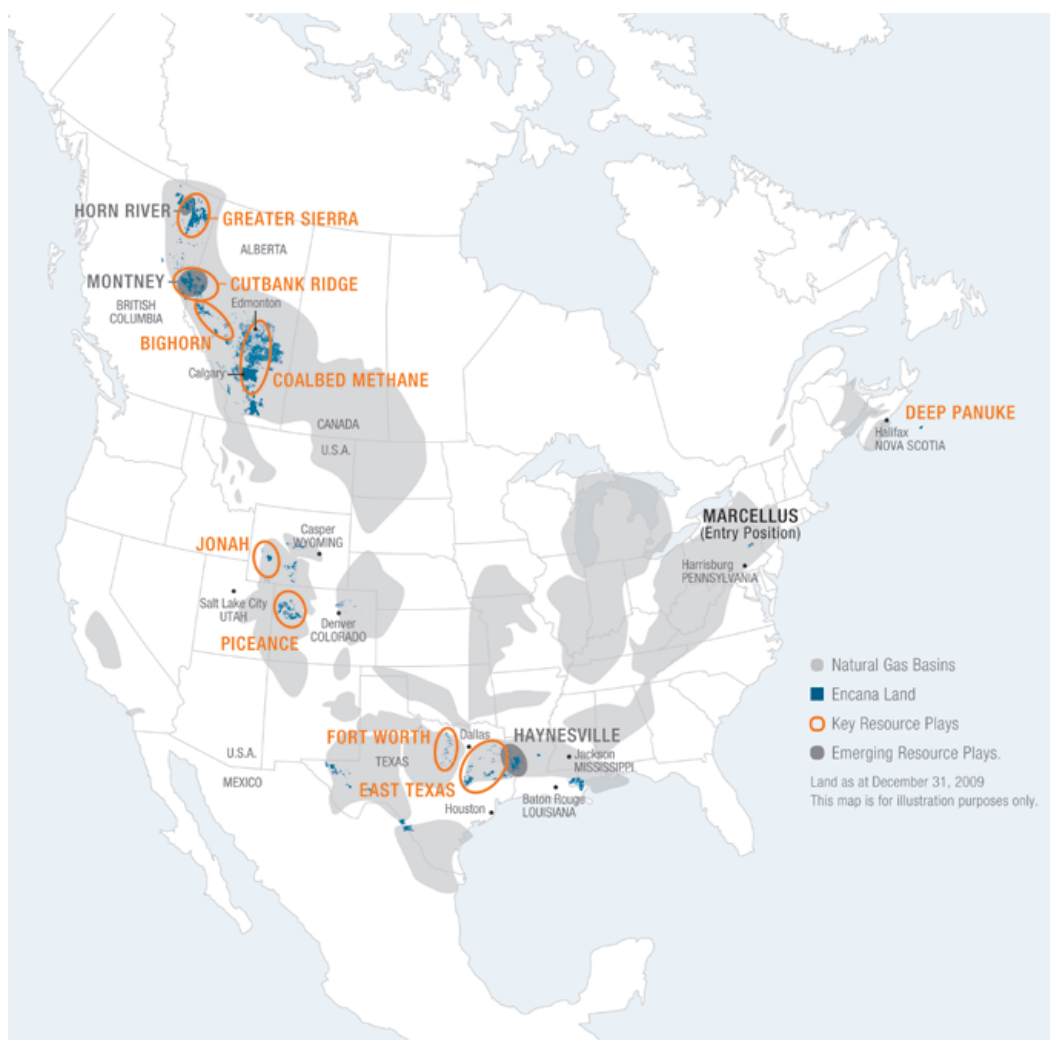 HORN RIVER
GREATER SIERRA
ALBERTA
MONTNEY
CUTBANK RIDGE
BRITISH
COLUMBIA
Edmonton
BIGHORN
Calgary
COALBED METHANE
CANADA
U.S.A.
DEEP PANUKE
Halifax
NOVA SCOTIA
MARCELLUS
(Entry Position)
Harrisburg
PENNSYLVANIA
JONAH
Casper
WYOMING
Salt Lake City
UTAH
Denver
COLORADO
PICEANCE
FORT WORTH
Dallas
HAYNESVILLE
U.S.A.
MEXICO
TEXAS
Jackson
MISSISSIPPI
EAST TEXAS
Houston
Baton Rouge
LOUISIANA
Natural Gas Basins
Encana Land
Key Resource Plays
Emerging Resource Plays.
Land as at December 31, 2009
This map is for illustration purposes only.